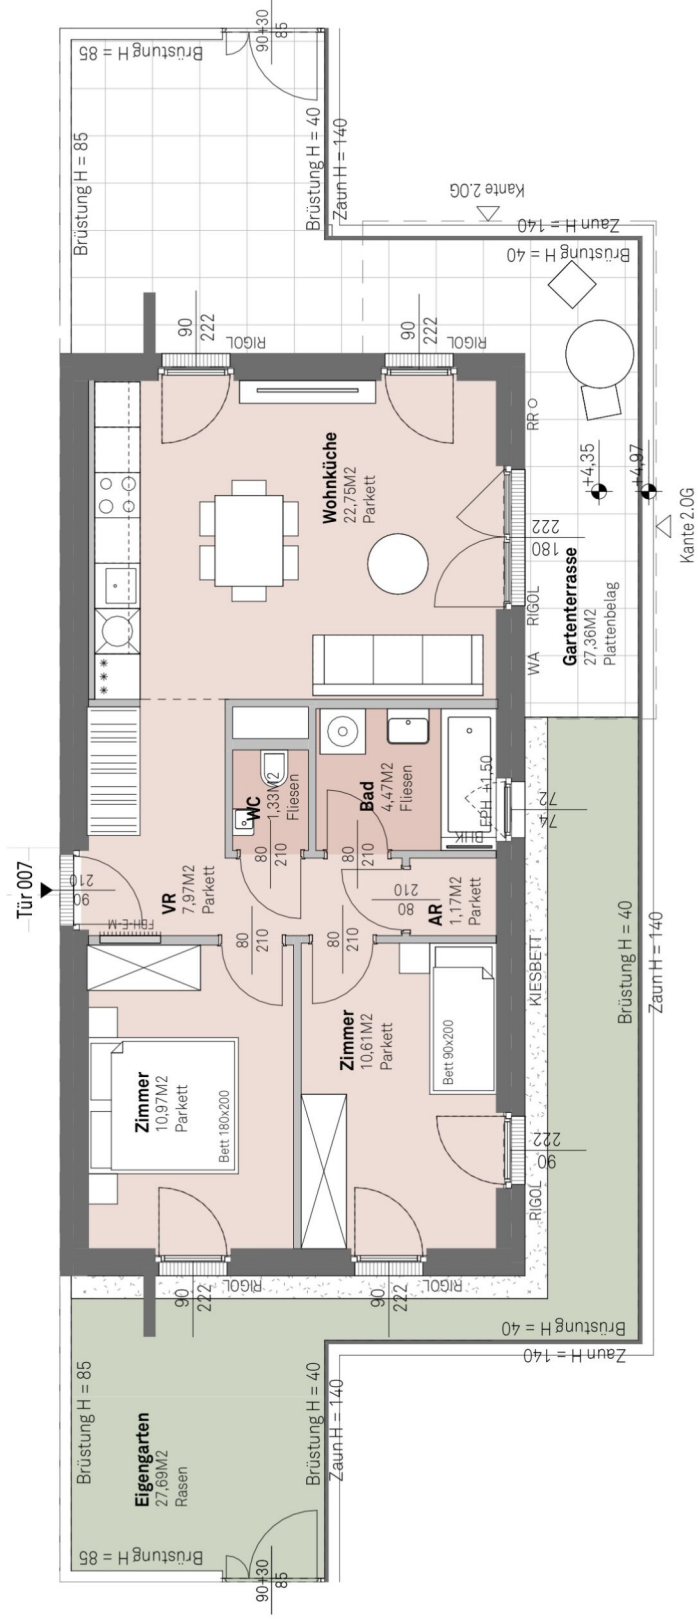 90+30
85
Brüstung H = 85
Brüstung H = 85
Brüstung H = 40
Zaun H = 140
Kante 2.0G
Zaun H = 140
Brüstung H = 40
90
222
RIGOL
90
222
RIGOL
RR
Wohnküche
22,75M2
Parkett
+4,35
+4,97
Kante 2.0G
180
222
RIGOL
WA
Gartenterrasse
27,36M2
Plattenbelag
WC
1,33M2
Fliesen
Bad
4,47M2
Fliesen
FPH +1,50
BHK
74
72
Tür 007
90
210
VR
7,97M2
Parkett
FBH-E-M
80
210
80
210
80
210
AR
1,17M2
Parkett
80
210
80
210
KIESBETT
Brüstung H = 40
Zaun H = 140
Zimmer
10,97M2
Parkett
Bett 180x200
Zimmer
10,61M2
Parkett
Bett 90x200
90
222
RIGOL
90
222
RIGOL
90
222
RIGOL
Brüstung H = 40
Zaun H = 140
Brüstung H = 85
Eigengarten
27,69M2
Rasen
Brüstung H = 40
Zaun H = 140
Brüstung H = 85
90+30
85